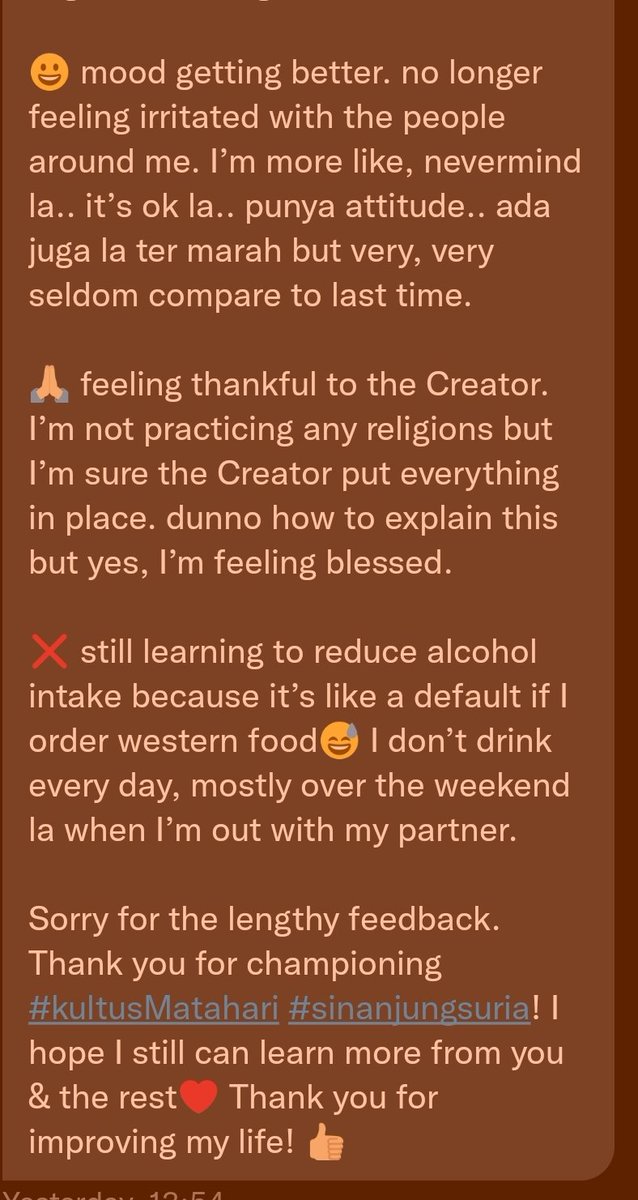 😀 mood getting better. no longer
feeling irritated with the people
around me. I’m more like, nevermind
la.. it’s ok la.. punya attitude.. ada
juga la ter marah but very, very
seldom compare to last time.
🙏 feeling thankful to the Creator.
I’m not practicing any religions but
I’m sure the Creator put everything
in place. dunno how to explain this
but yes, I’m feeling blessed.
❌ still learning to reduce alcohol
intake because it’s like a default if I
order western food😅 I don’t drink
every day, mostly over the weekend
la when I’m out with my partner.
Sorry for the lengthy feedback.
Thank you for championing
#kultusMatahari #sinanjungsuria! I
hope I still can learn more from you
& the rest❤️ Thank you for
improving my life! 👍
Yesterday, 12:54